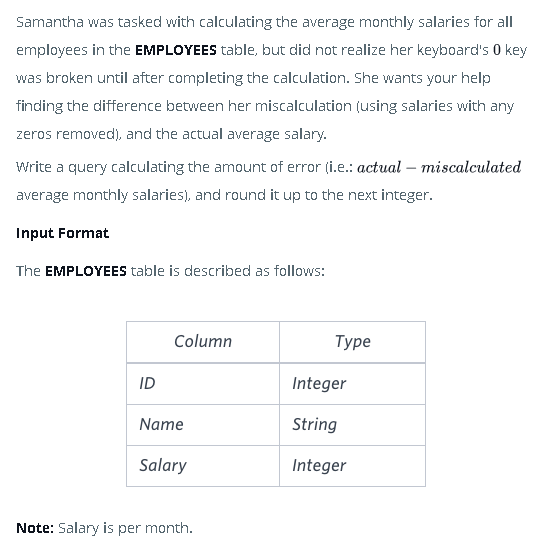 Samantha was tasked with calculating the average monthly salaries for all
employees in the EMPLOYEES table, but did not realize her keyboard's 0 key
was broken until after completing the calculation. She wants your help
finding the difference between her miscalculation (using salaries with any
zeros removed), and the actual average salary.
Write a query calculating the amount of error (i.e.: actual − miscalculated
average monthly salaries), and round it up to the next integer.
Input Format
The EMPLOYEES table is described as follows:
Column Type
ID Integer
Name String
Salary Integer
Note: Salary is per month.